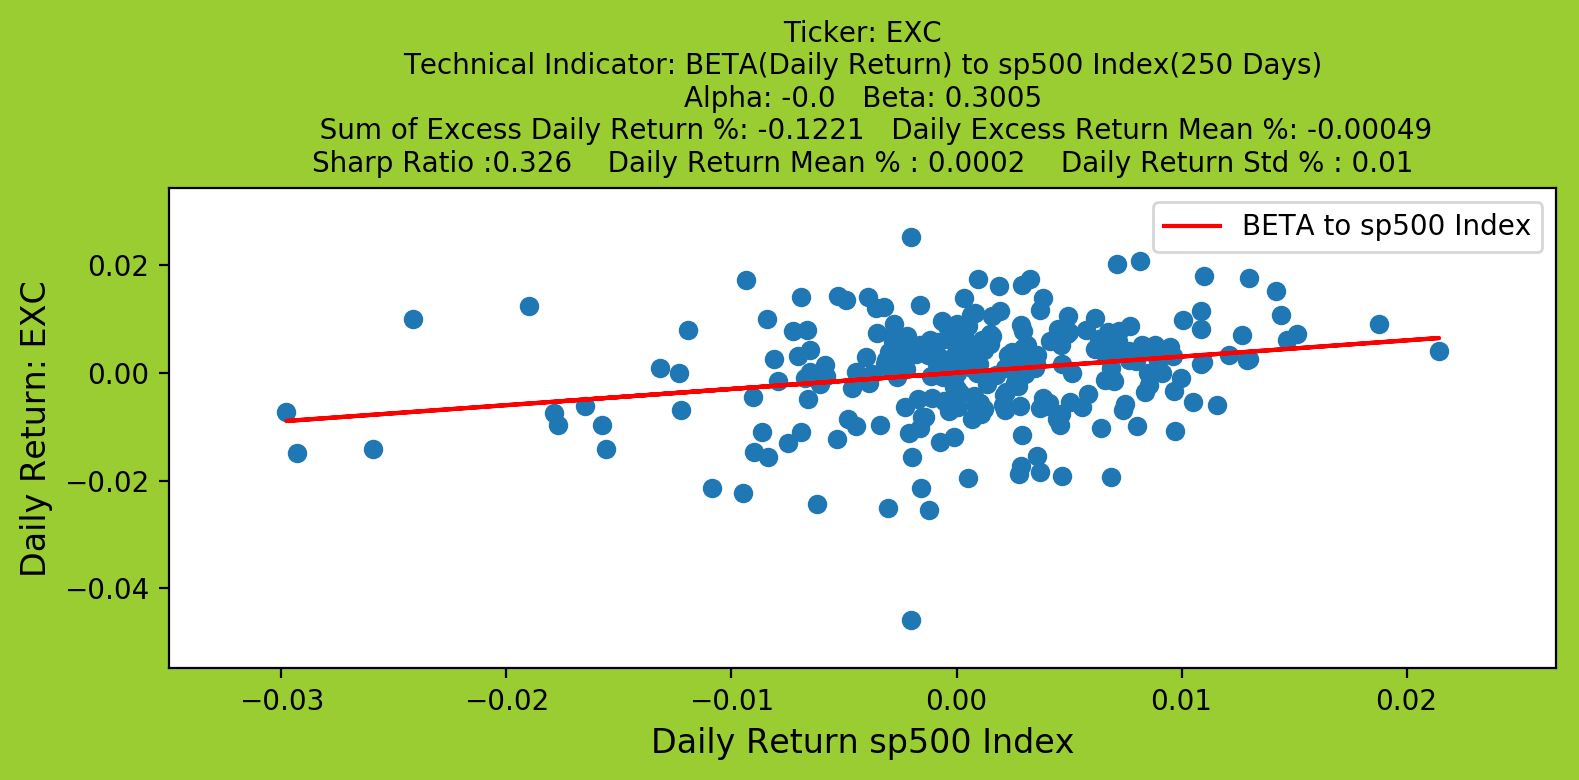 Ticker: EXC
Technical Indicator: BETA(Daily Return) to sp500 Index(250 Days)
Alpha: -0.0   Beta: 0.3005
Sum of Excess Daily Return %: -0.1221   Daily Excess Return Mean %: -0.00049
Sharp Ratio :0.326    Daily Return Mean % : 0.0002    Daily Return Std % : 0.01
BETA to sp500 Index
Daily Return: EXC
0.02
0.00
−0.02
−0.04
−0.03
−0.02
−0.01
0.00
0.01
0.02
Daily Return sp500 Index